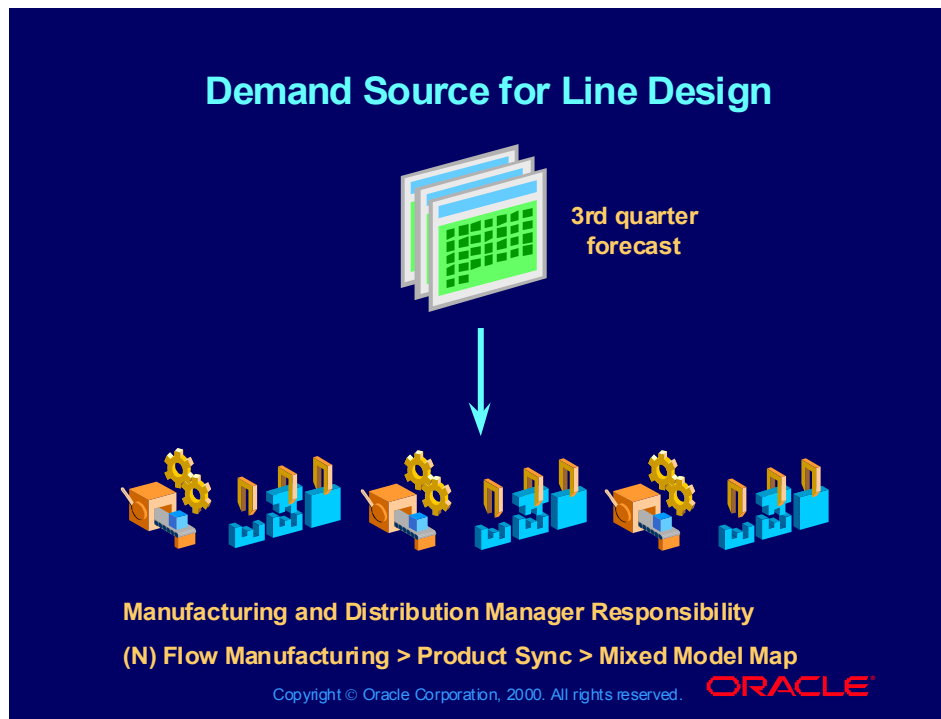 Demand Source for Line Design
3rd quarter
forecast
Manufacturing and Distribution Manager Responsibility
(N) Flow Manufacturing > Product Sync > Mixed Model Map
Copyright © Oracle Corporation, 2000. All rights reserved.
ORACLE®